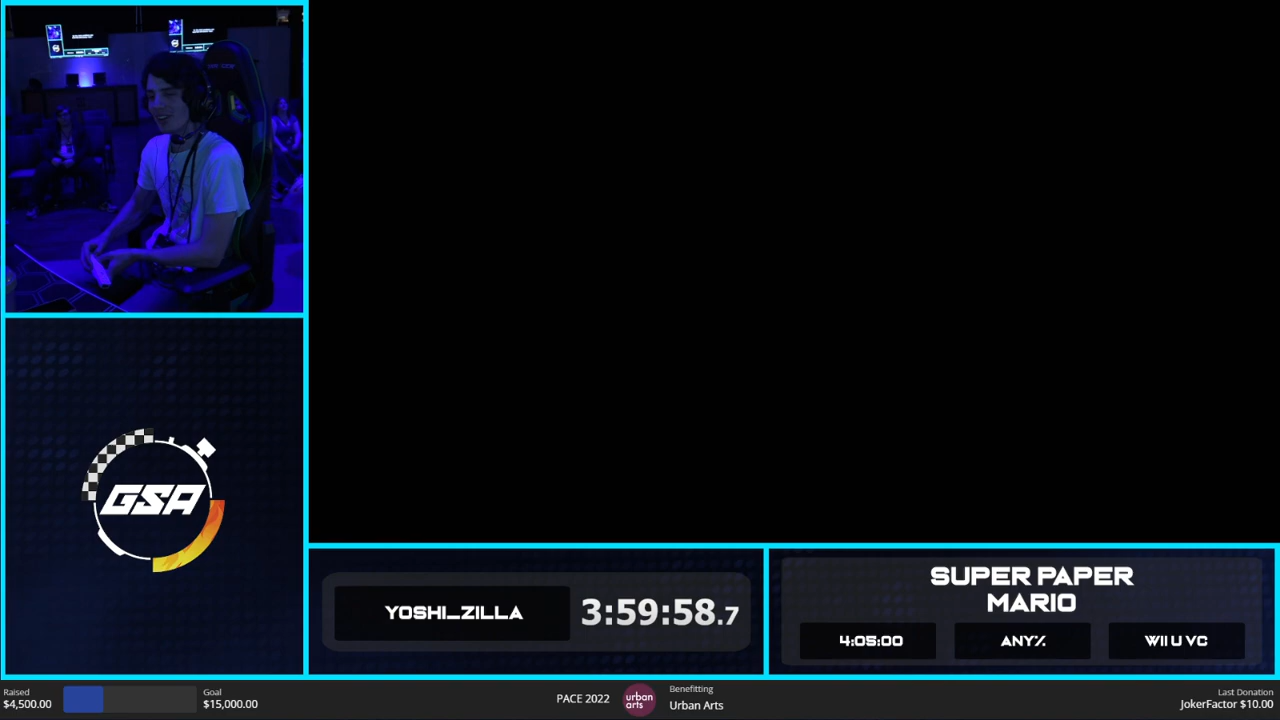 GSA
YOSHI_ZILLA
3:59:58.7
SUPER PAPER
MARIO
4:05:00
ANY%
WII U VC
Raised
$4,500.00
Goal
$15,000.00
PACE 2022
urban
arts
Benefitting
Urban Arts
Last Donation
JokerFactor $10.00